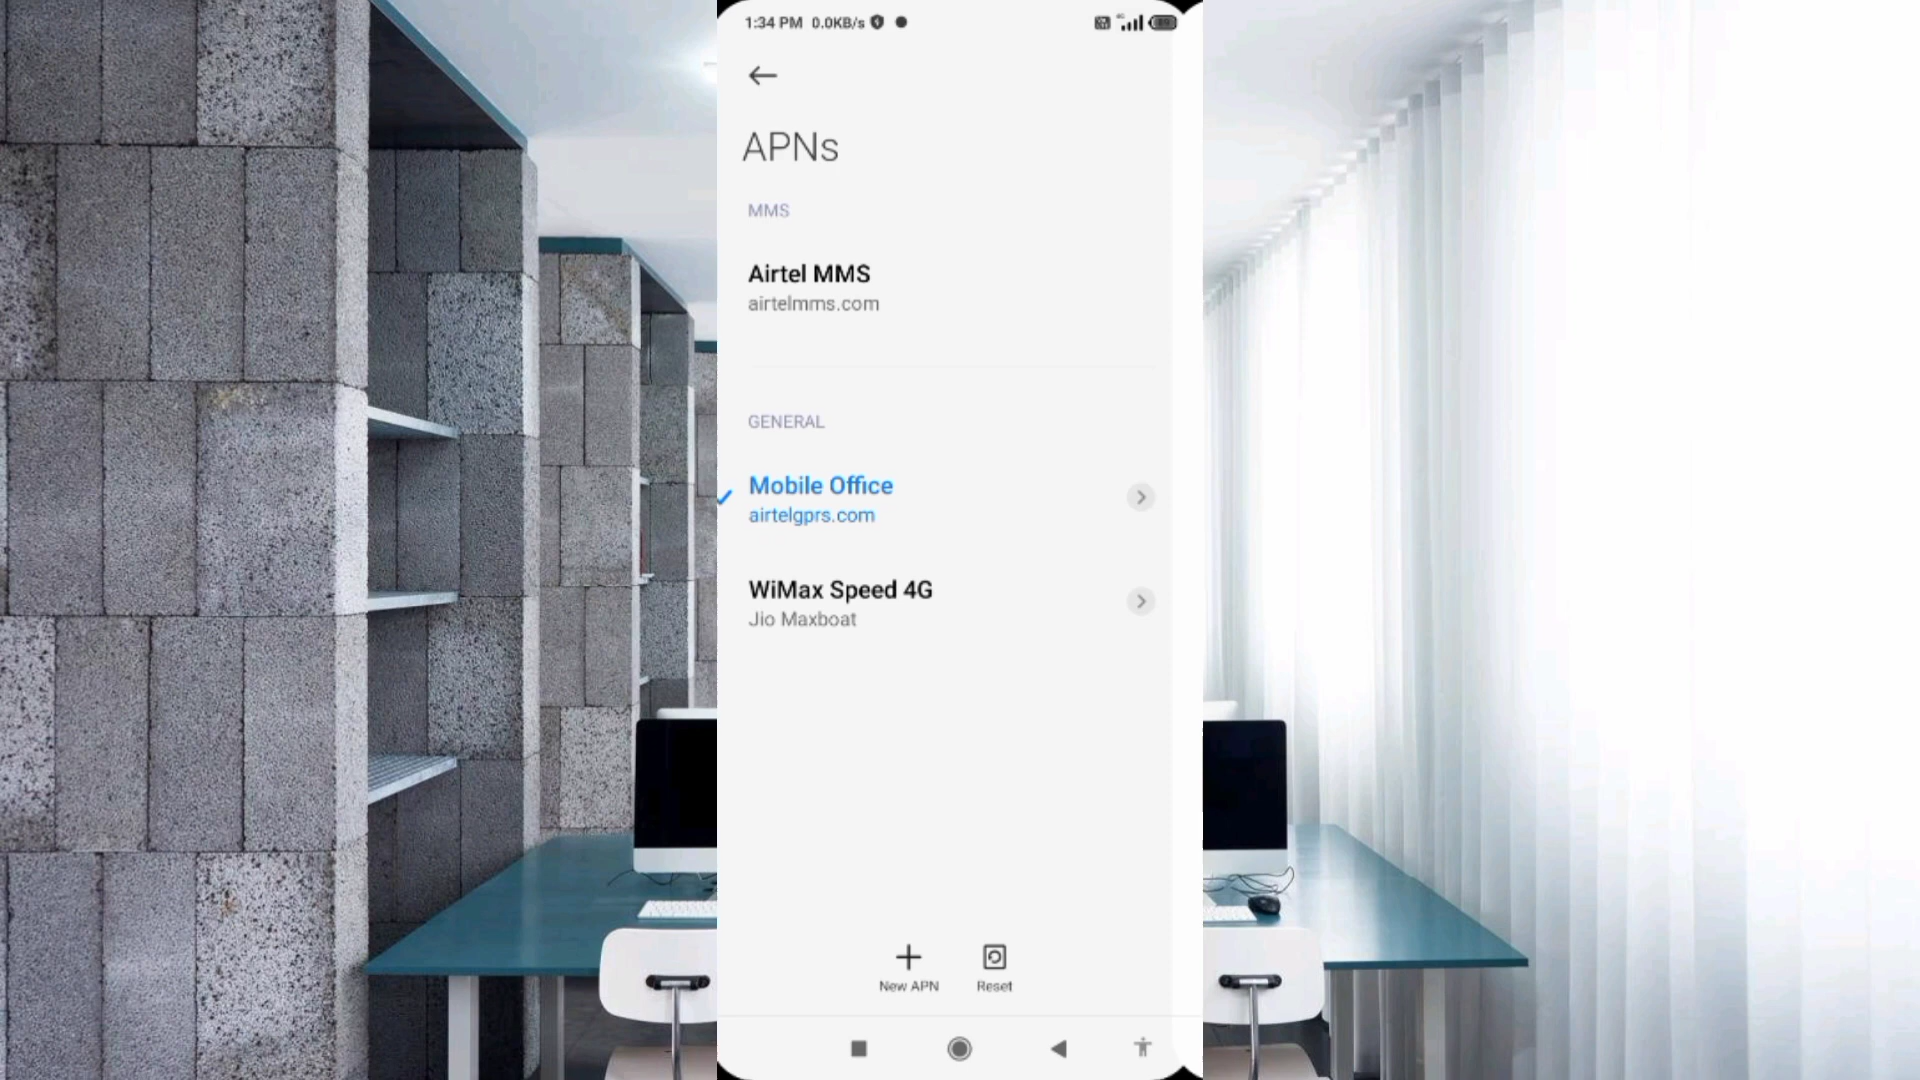 1:34 PM 0.0KB/s
APNs
MMS
Airtel MMS
airtelmms.com
GENERAL
Mobile Office
airtelgprs.com
WiMax Speed 4G
Jio Maxboat
New APN
Reset